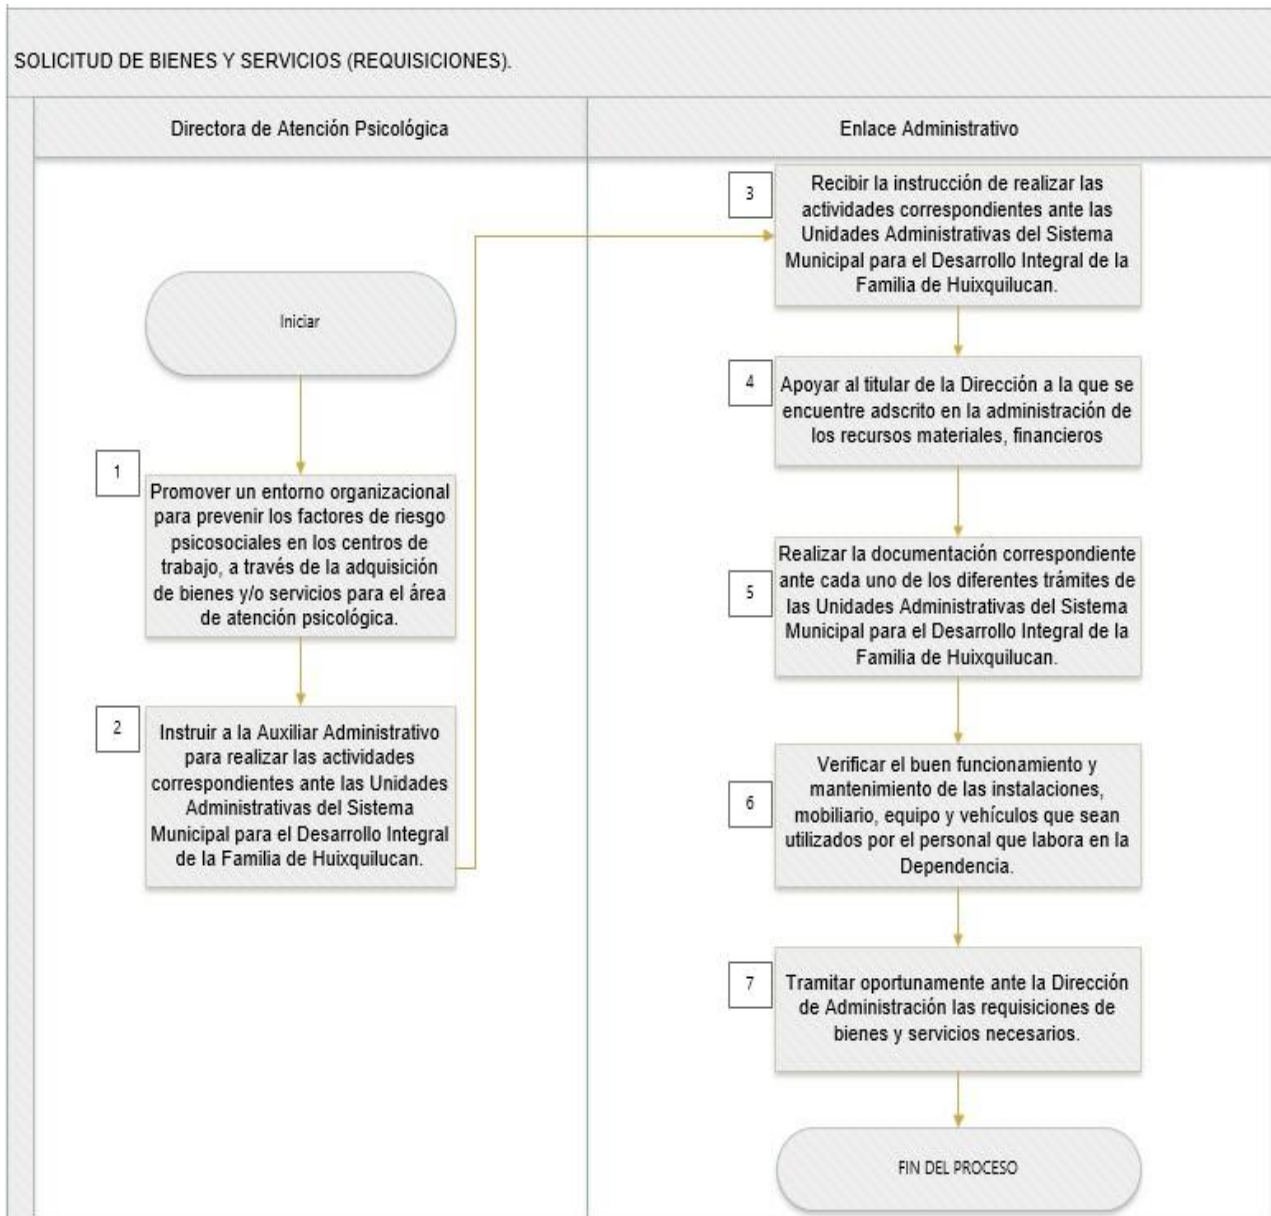 SOLICITUD DE BIENES Y SERVICIOS (REQUISICIONES).
Directora de Atención Psicológica
Enlace Administrativo
Iniciar
1
Promover un entorno organizacional
para prevenir los factores de riesgo
psicosociales en los centros de
trabajo, a través de la adquisición
de bienes y/o servicios para el área
de atención psicológica.
2
Instruir a la Auxiliar Administrativo
para realizar las actividades
correspondientes ante las Unidades
Administrativas del Sistema
Municipal para el Desarrollo Integral
de la Familia de Huixquilucan.
3
Recibir la instrucción de realizar las
actividades correspondientes ante las
Unidades Administrativas del Sistema
Municipal para el Desarrollo Integral de la
Familia de Huixquilucan.
4
Apoyar al titular de la Dirección a la que se
encuentre adscrito en la administración de
los recursos materiales, financieros
5
Realizar la documentación correspondiente
ante cada uno de los diferentes trámites de
las Unidades Administrativas del Sistema
Municipal para el Desarrollo Integral de la
Familia de Huixquilucan.
6
Verificar el buen funcionamiento y
mantenimiento de las instalaciones,
mobiliario, equipo y vehículos que sean
utilizados por el personal que labora en la
Dependencia.
7
Tramitar oportunamente ante la Dirección
de Administración las requisiciones de
bienes y servicios necesarios.
FIN DEL PROCESO